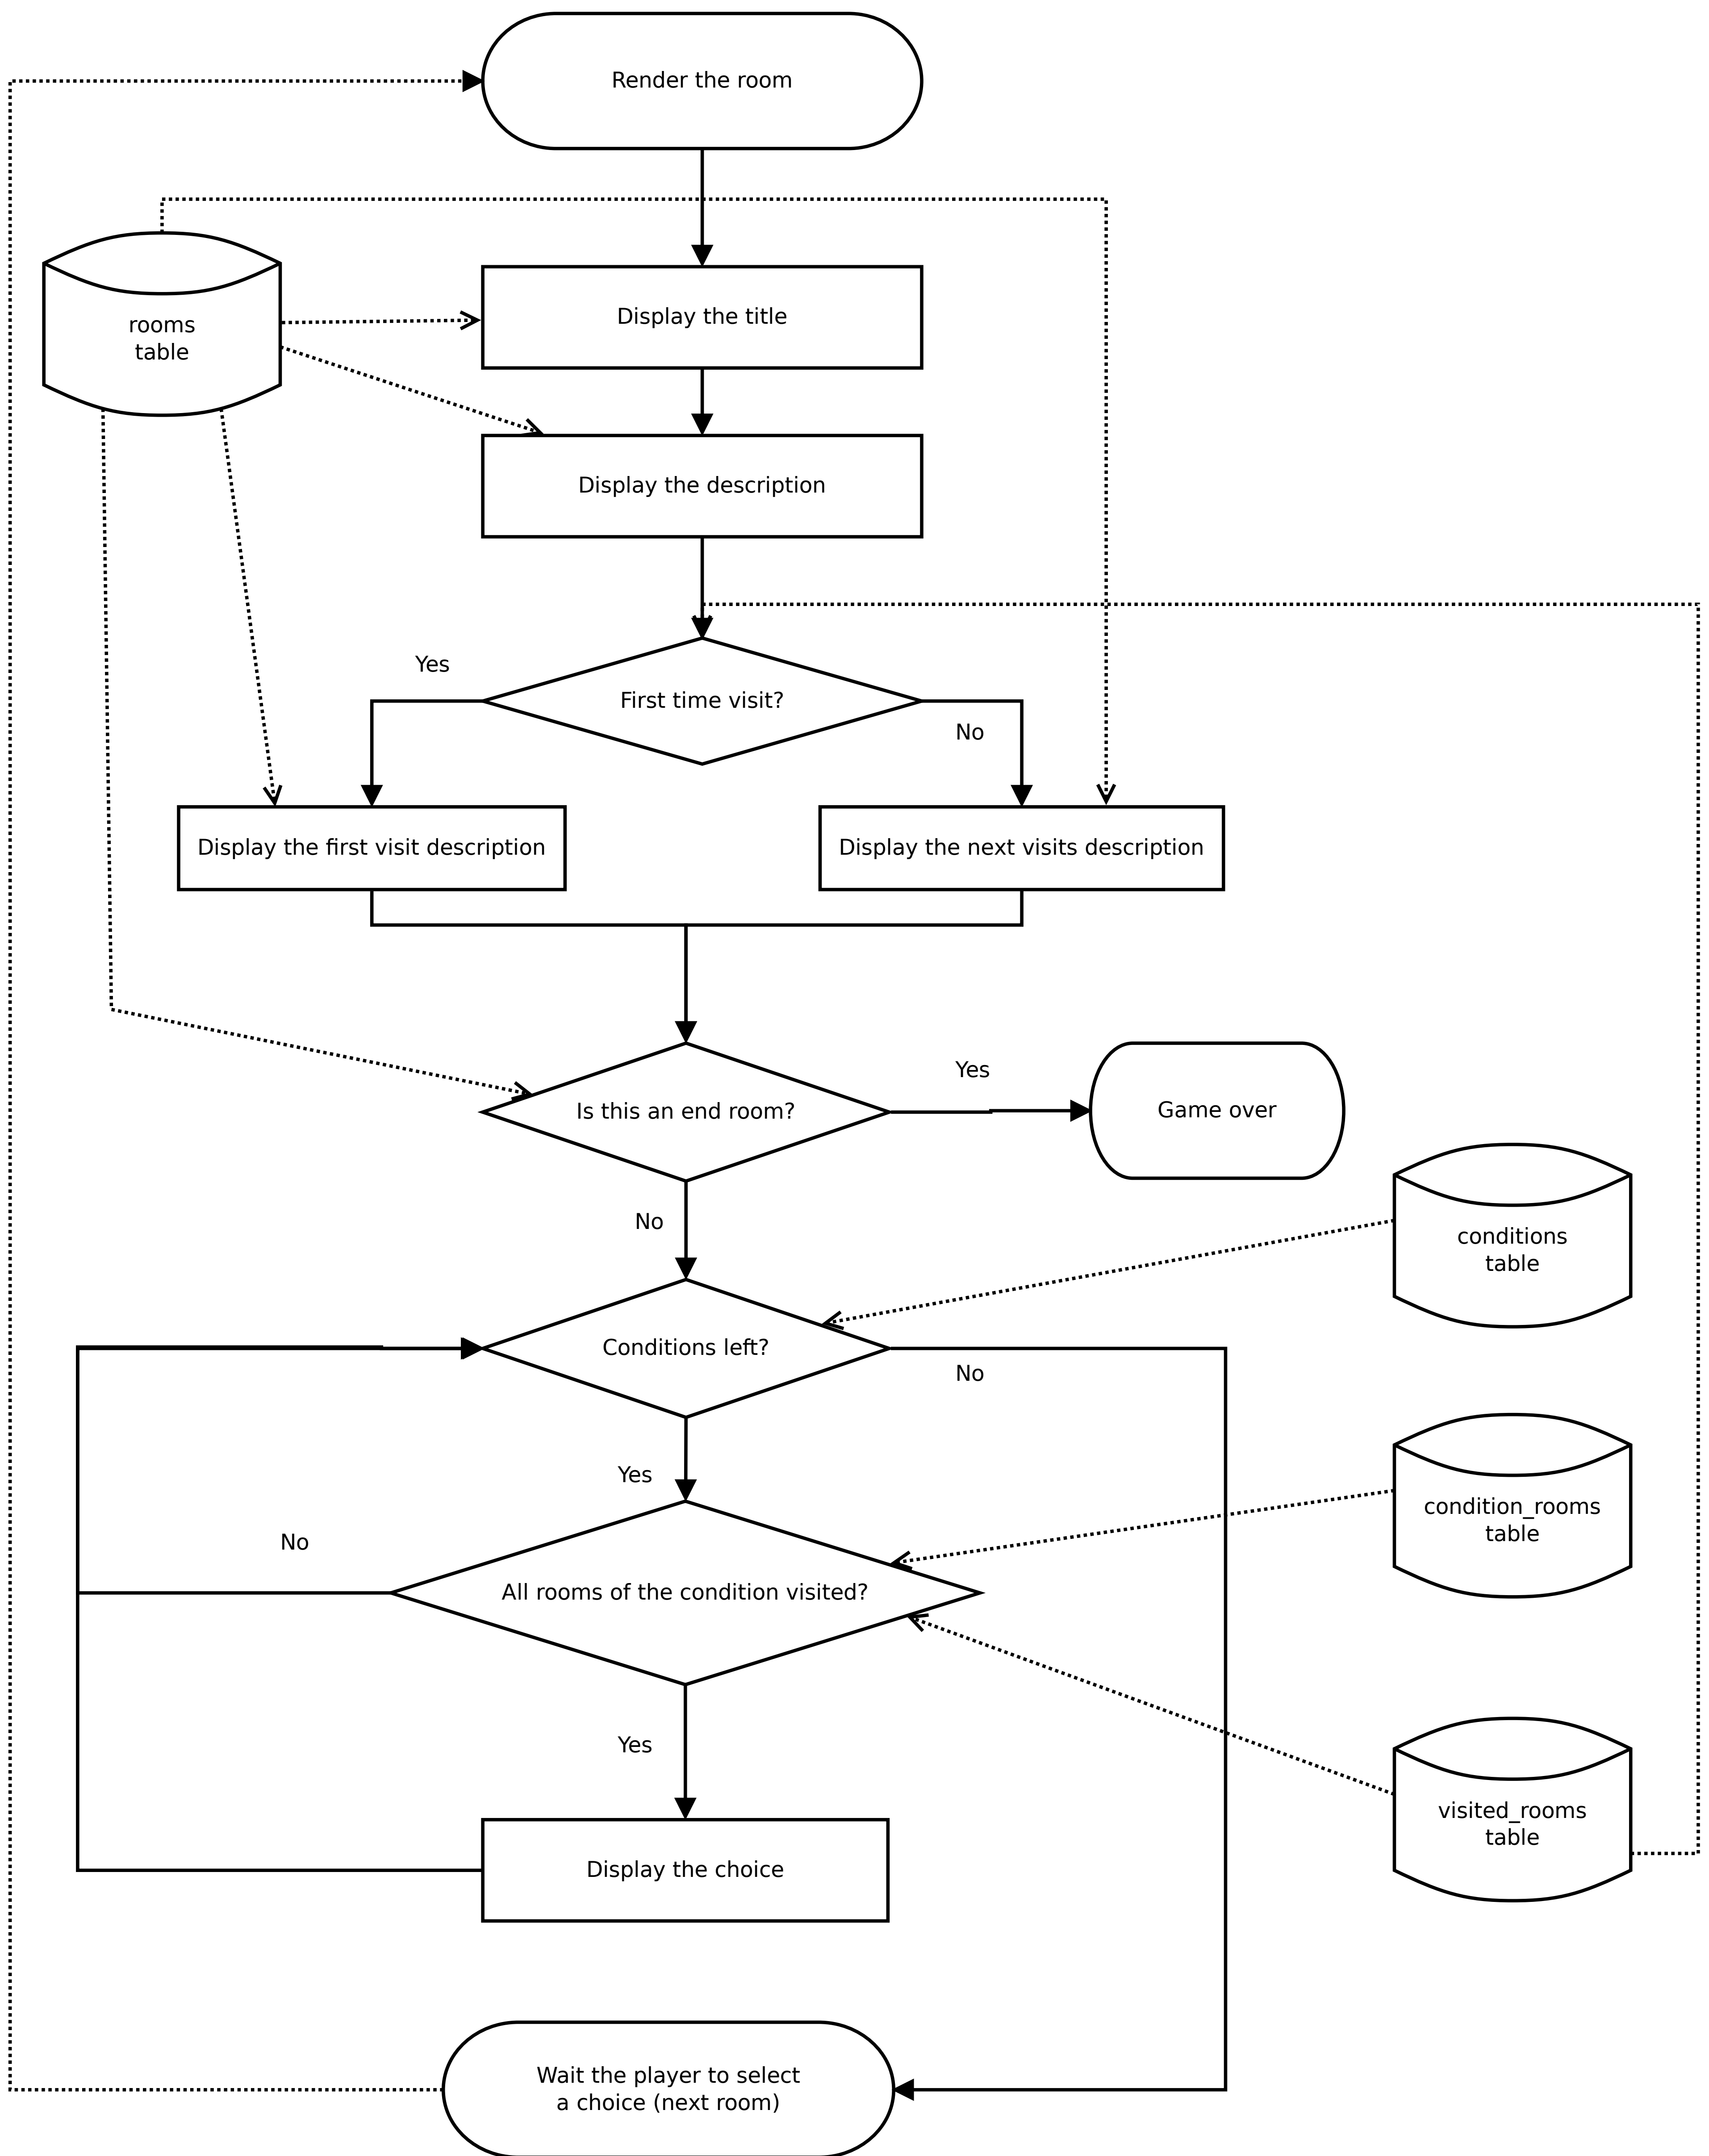 Render the room
rooms
table
Display the title
Display the description
Yes
First time visit?
No
Display the first visit description
Display the next visits description
Yes
Is this an end room?
Game over
No
conditions
table
Conditions left?
No
Yes
condition_rooms
table
No
All rooms of the condition visited?
Yes
visited_rooms
table
Display the choice
Wait the player to select
a choice (next room)